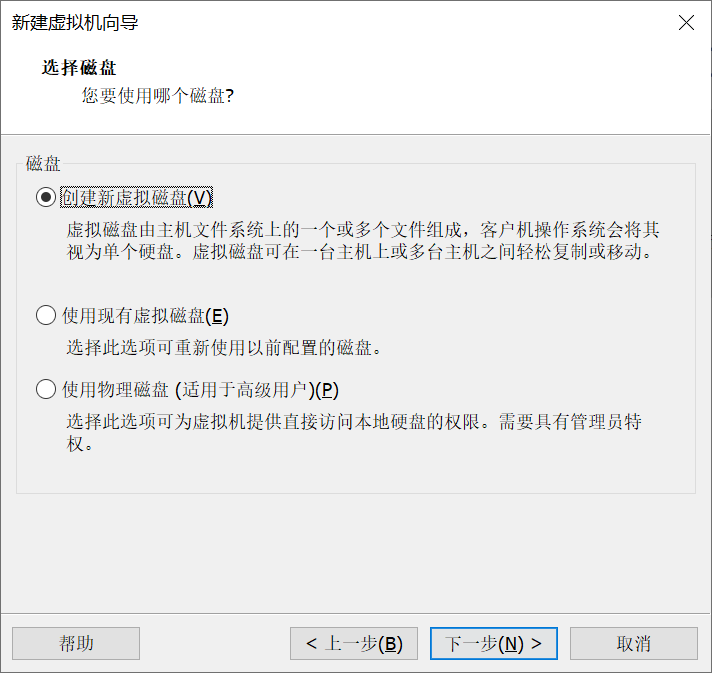 新建虚拟机向导
选择磁盘
您要使用哪个磁盘?
磁盘
创建新虚拟磁盘(V)
虚拟磁盘由主机文件系统上的一个或多个文件组成，客户机操作系统会将其
视为单个硬盘。虚拟磁盘可在一台主机上或多台主机之间轻松复制或移动。
使用现有虚拟磁盘(E)
选择此选项可重新使用以前配置的磁盘。
使用物理磁盘 (适用于高级用户)(P)
选择此选项可为虚拟机提供直接访问本地硬盘的权限。需要具有管理员特
权。
帮助
< 上一步(B)
下一步(N) >
取消